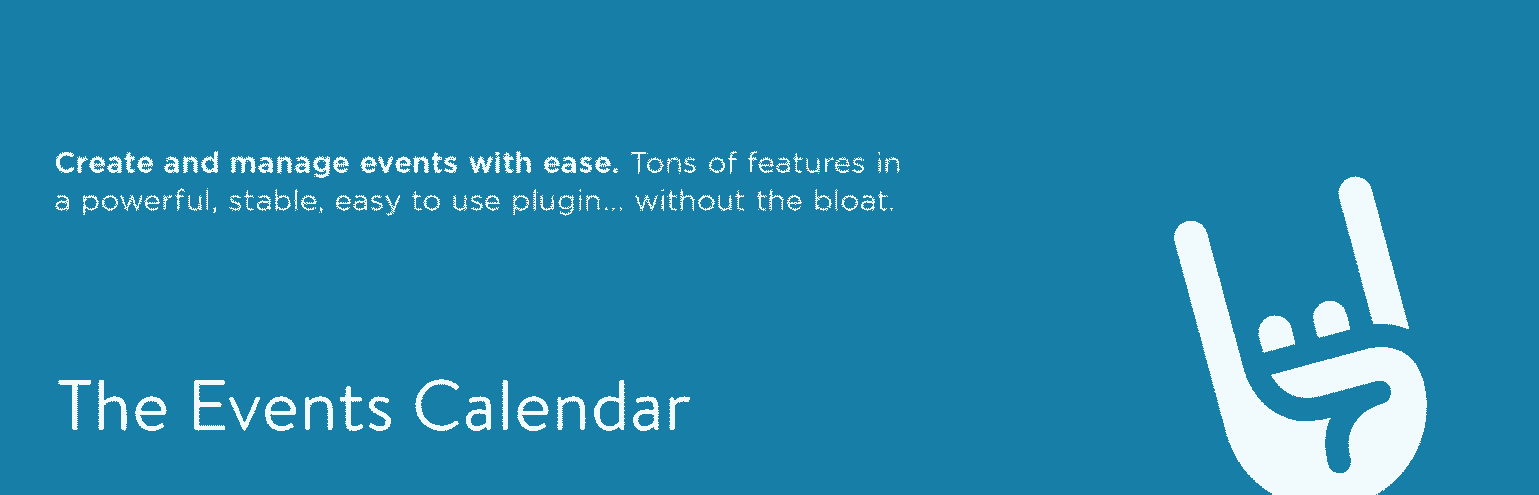 Create and manage events with ease. Tons of features in
a powerful, stable, easy to use plugin... without the bloat.
The Events Calendar